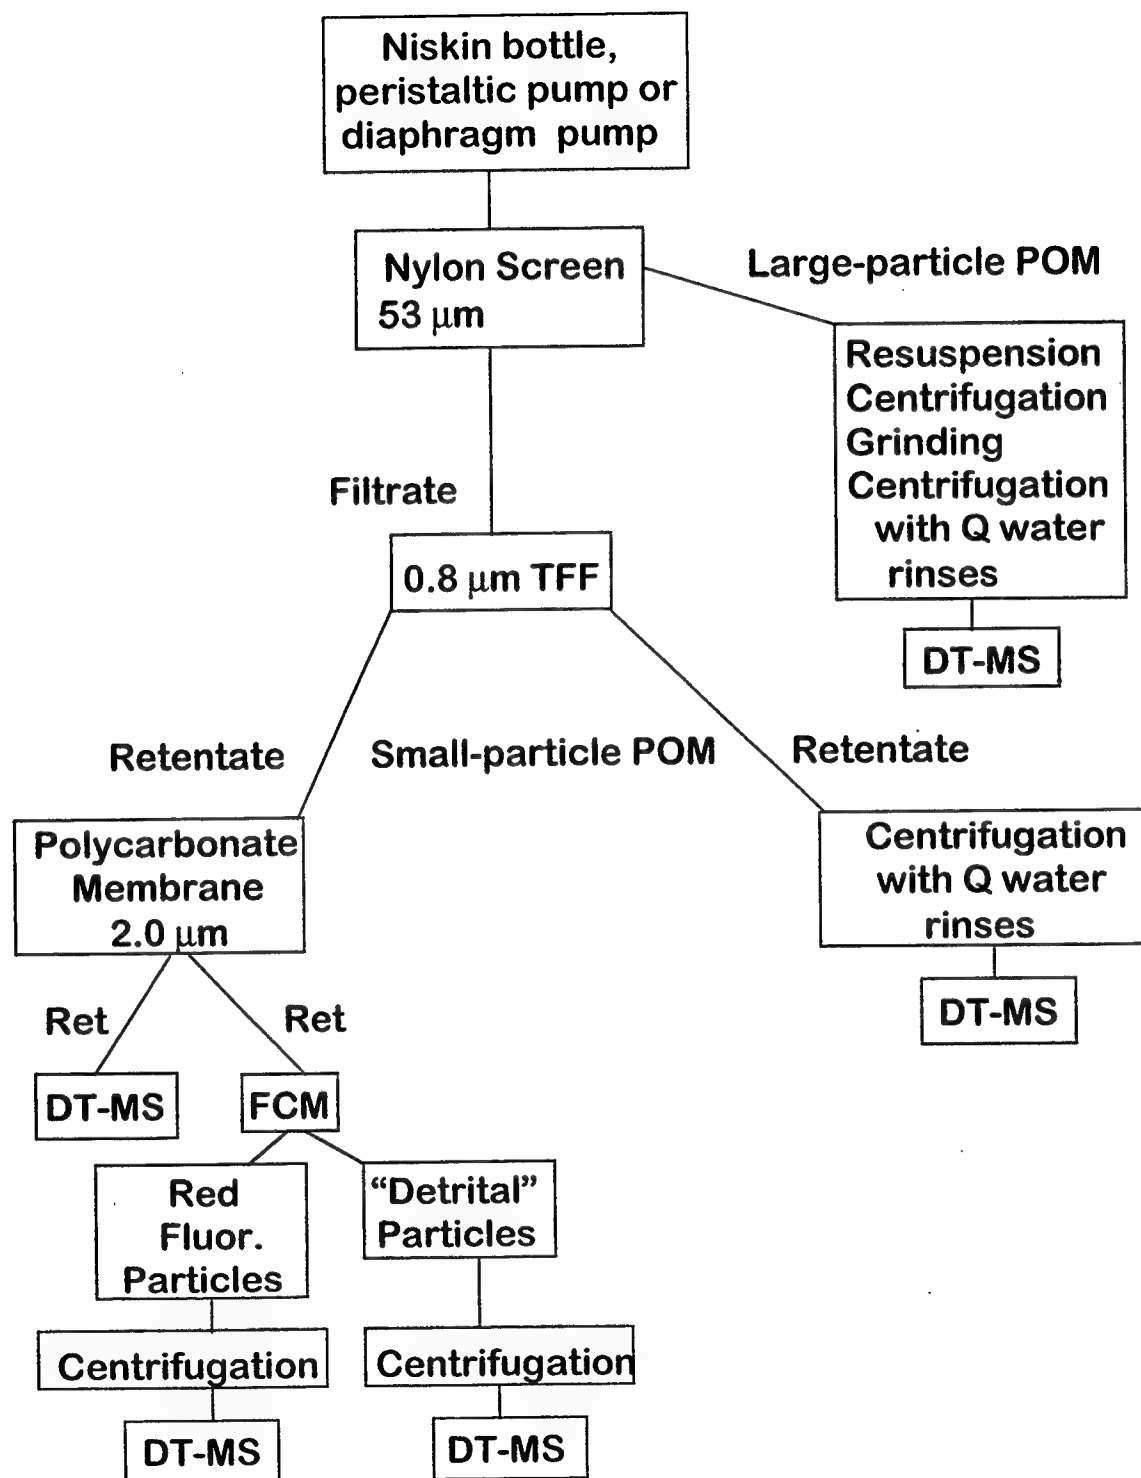 Niskin bottle,
peristaltic pump or
diaphragm pump
Nylon Screen
53 μm
Large-particle POM
Resuspension
Centrifugation
Grinding
Centrifugation
with Q water
rinses
DT-MS
Filtrate
0.8 μm TFF
Retentate
Small-particle POM
Retentate
Polycarbonate
Membrane
2.0 μm
Centrifugation
with Q water
rinses
DT-MS
Ret
Ret
DT-MS
FCM
Red
Fluor.
Particles
“Detrital”
Particles
Centrifugation
Centrifugation
DT-MS
DT-MS